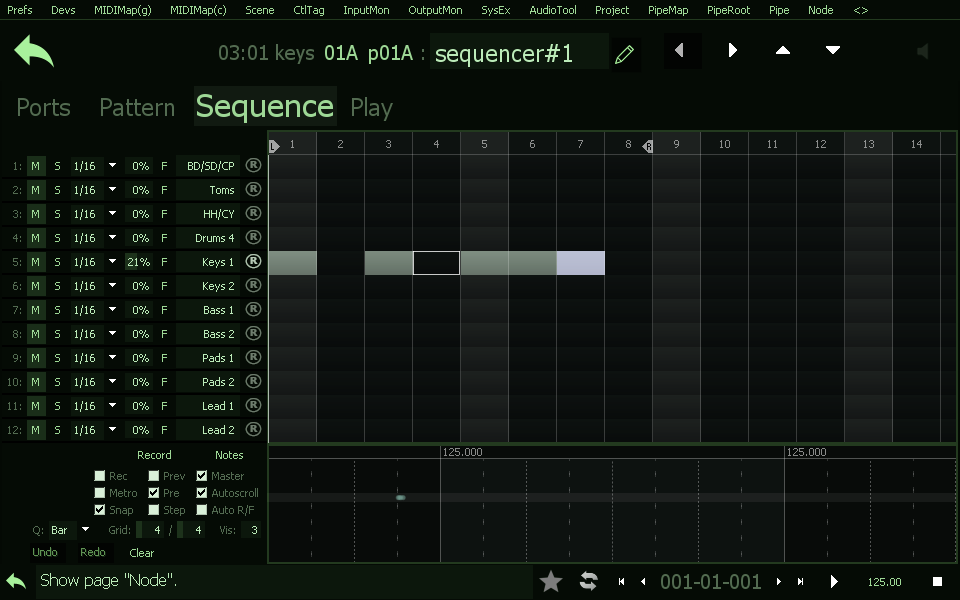 Prefs Devs MIDIMap(g) MIDIMap(c) Scene CtlTag InputMon OutputMon SysEx AudioTool Project PipeMap PipeRoot Pipe Node <>
03:01 keys 01A p01A : sequencer#1
Ports Pattern Sequence Play
L 1 2 3 4 5 6 7 8 R 9 10 11 12 13 14
1: M S 1/16 0% F BD/SD/CP R
2: M S 1/16 0% F Toms R
3: M S 1/16 0% F HH/CY R
4: M S 1/16 0% F Drums 4 R
5: M S 1/16 21% F Keys 1 R
6: M S 1/16 0% F Keys 2 R
7: M S 1/16 0% F Bass 1 R
8: M S 1/16 0% F Bass 2 R
9: M S 1/16 0% F Pads 1 R
10: M S 1/16 0% F Pads 2 R
11: M S 1/16 0% F Lead 1 R
12: M S 1/16 0% F Lead 2 R
Record Notes 125.000 125.000
Rec Prev Master
Metro Pre Autoscroll
Snap Step Auto R/F
Q: Bar Grid: 4 / 4 Vis: 3
Undo Redo Clear
Show page "Node". 001-01-001 125.00